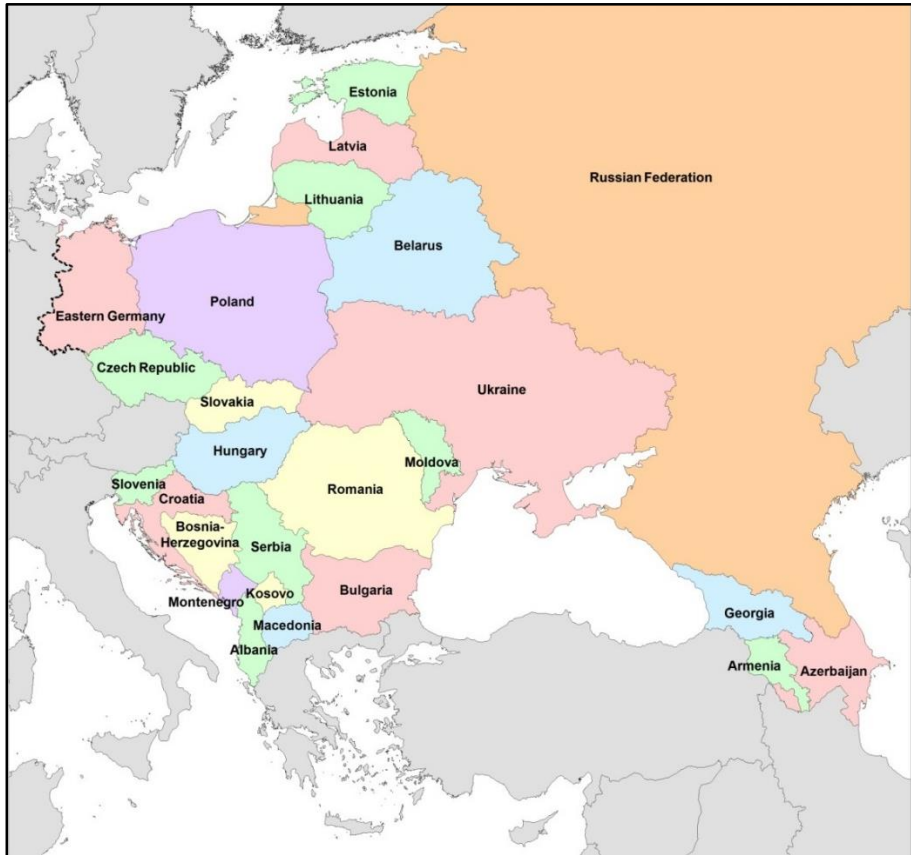 Estonia
Latvia
Russian Federation
Lithuania
Belarus
Poland
Eastern Germany
Czech Republic
Ukraine
Slovakia
Hungary
Moldova
Slovenia
Romania
Croatia
Bosnia-
Herzegovina
Serbia
Bulgaria
Kosovo
Montenegro
Georgia
Macedonia
Albania
Armenia
Azerbaijan